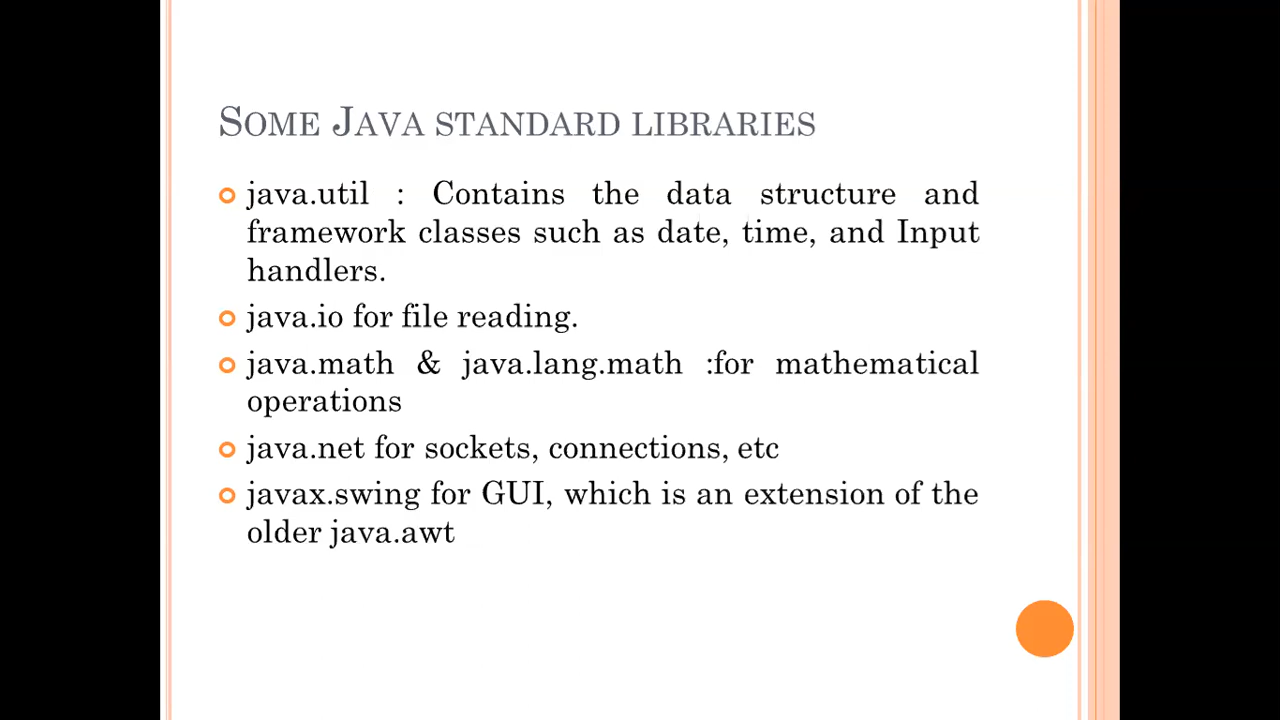 Some Java standard libraries
java.util : Contains the data structure and
framework classes such as date, time, and Input
handlers.
java.io for file reading.
java.math & java.lang.math :for mathematical
operations
java.net for sockets, connections, etc
javax.swing for GUI, which is an extension of the
older java.awt